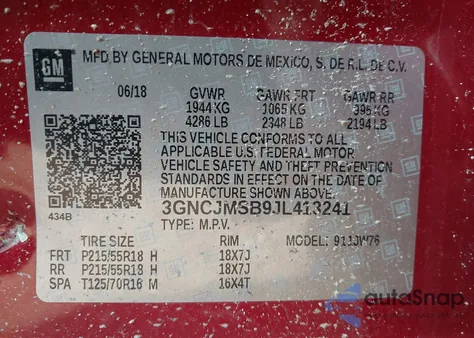 GM
MFD BY GENERAL MOTORS DE MEXICO, S. DE R.L. DE C.V.
06/18 GVWR GAWR FRT GAWR RR
1944 KG 1065 KG 995 KG
4286 LB 2348 LB 2194 LB
THIS VEHICLE CONFORMS TO ALL
APPLICABLE U.S. FEDERAL MOTOR
VEHICLE SAFETY AND THEFT PREVENTION
STANDARDS IN EFFECT ON THE DATE OF
MANUFACTURE SHOWN ABOVE.
434B
3GNCJMSB9JL413241
TYPE: M.P.V.
TIRE SIZE RIM 911JW76
FRT P215/55R18 H 18X7J
RR P215/55R18 H 18X7J
SPA T125/70R16 M 16X4T
autoSnap